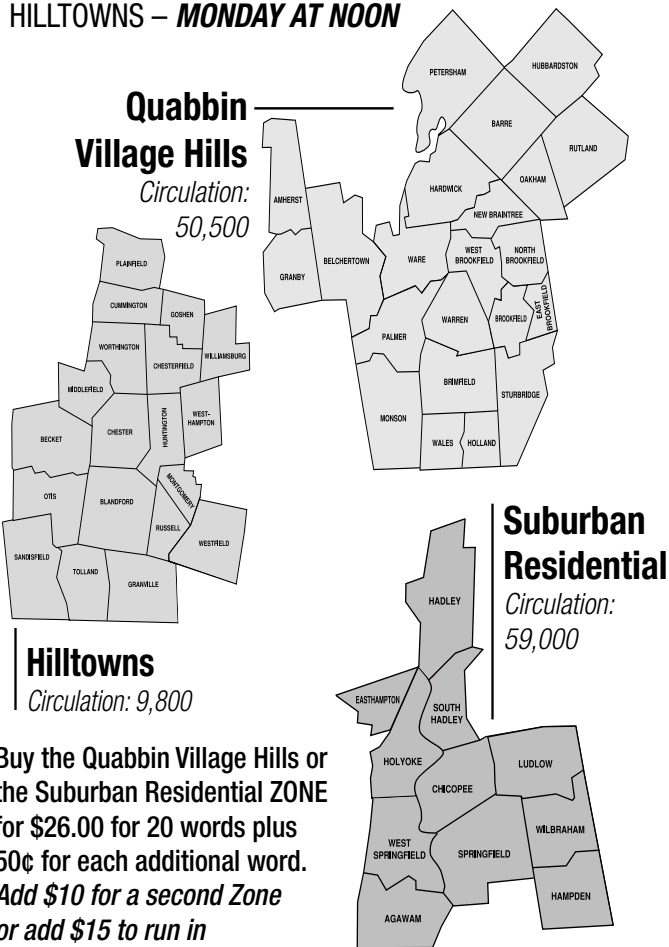 HILLTOWNS – MONDAY AT NOON
Quabbin
Village Hills
Circulation:
50,500
PETERSHAM
HUBBARDSTON
BARRE
RUTLAND
OAKHAM
HARDWICK
NEW BRAINTREE
AMHERST
BELCHERTOWN
GRANBY
WARE
WEST
BROOKFIELD
NORTH
BROOKFIELD
EAST
BROOKFIELD
BROOKFIELD
WARREN
PALMER
BRIMFIELD
STURBRIDGE
MONSON
WALES
HOLLAND
PLAINFIELD
CUMMINGTON
GOSHEN
WORTHINGTON
CHESTERFIELD
WILLIAMSBURG
MIDDLEFIELD
WEST-
HAMPTON
HUNTINGTON
CHESTER
BECKET
MONTGOMERY
OTIS
BLANDFORD
RUSSELL
WESTFIELD
SANDISFIELD
TOLLAND
GRANVILLE
Hilltowns
Circulation: 9,800
Suburban
Residential
Circulation:
59,000
HADLEY
EASTHAMPTON
SOUTH
HADLEY
HOLYOKE
LUDLOW
CHICOPEE
WILBRAHAM
WEST
SPRINGFIELD
SPRINGFIELD
HAMPDEN
AGAWAM
Buy the Quabbin Village Hills or
the Suburban Residential ZONE
for $26.00 for 20 words plus
50¢ for each additional word.
Add $10 for a second Zone
or add $15 to run in